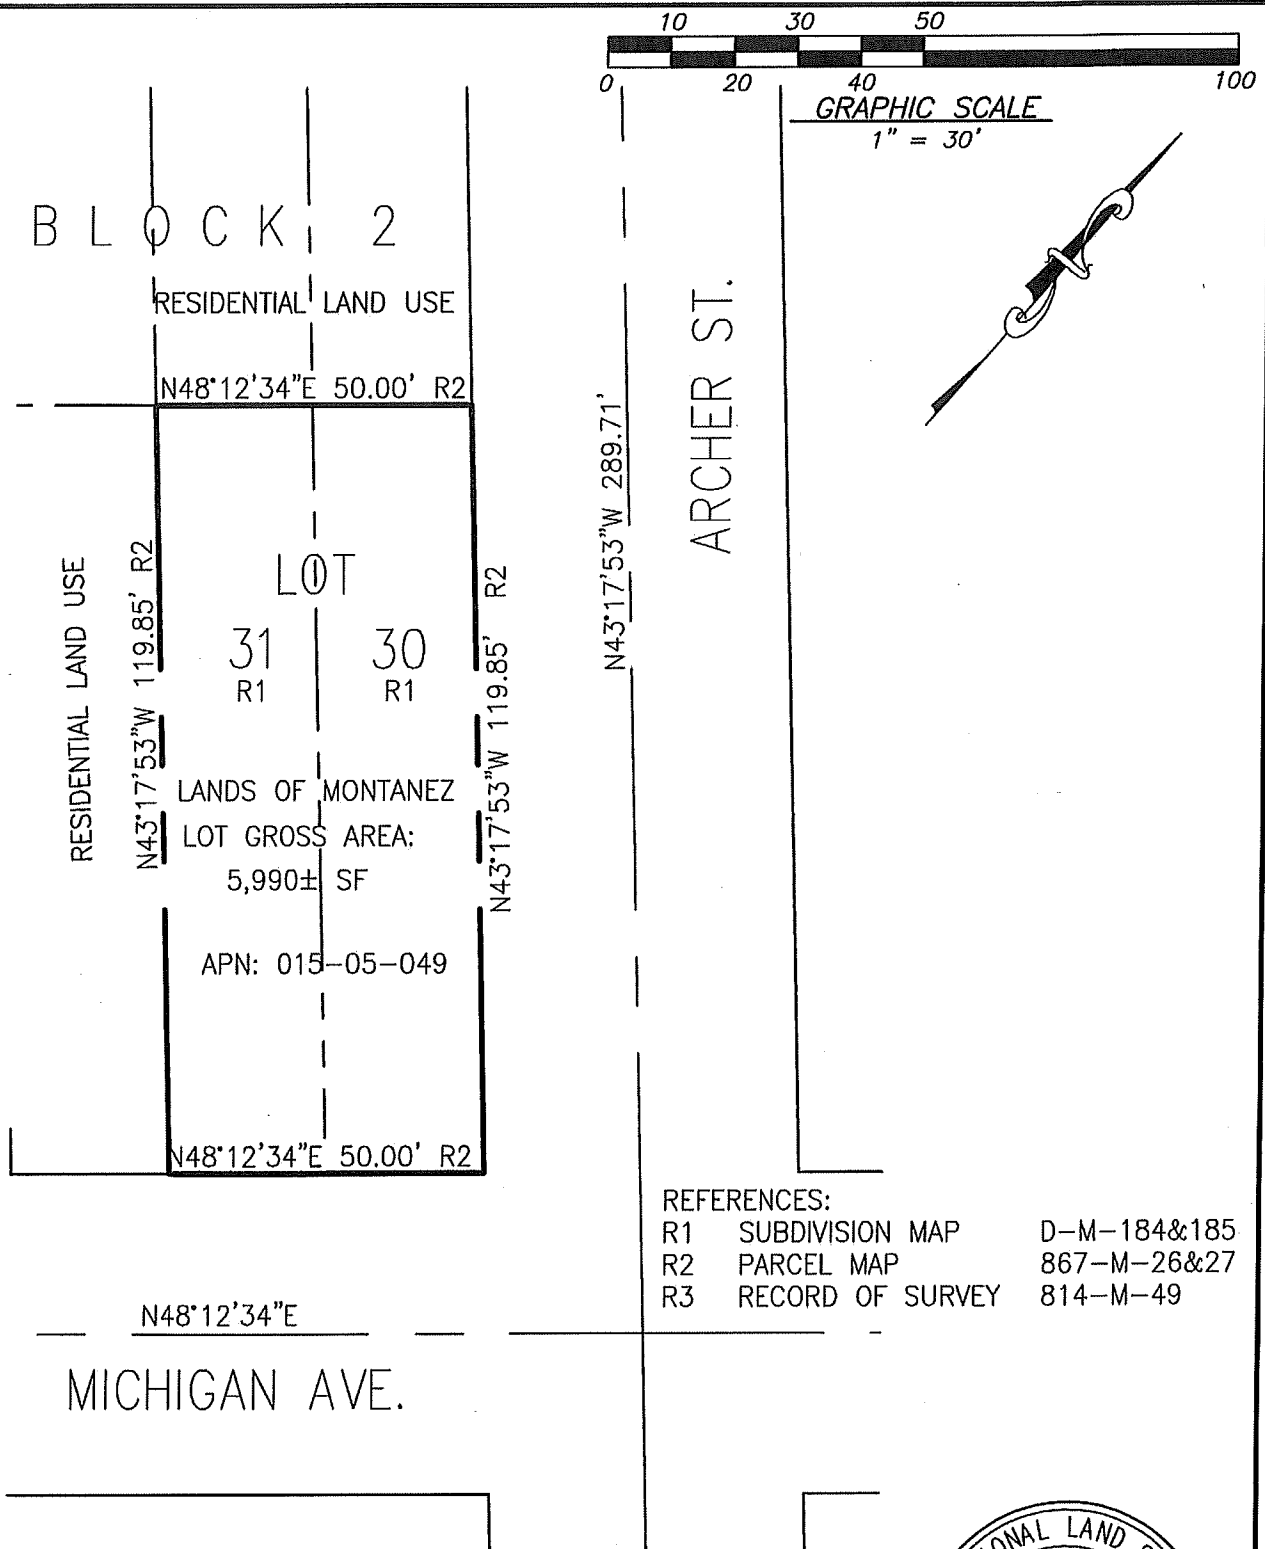 10 30 50
0 20 40 100
GRAPHIC SCALE
1" = 30'
BLOCK 2
RESIDENTIAL LAND USE
N48°12'34"E 50.00' R2
ARCHER ST.
N43°17'53"W 289.71'
RESIDENTIAL LAND USE
N43°17'53"W 119.85' R2
LOT
31 30
R1 R1
N43°17'53"W 119.85' R2
LANDS OF MONTANEZ
LOT GROSS AREA:
5,990± SF
APN: 015-05-049
N48°12'34"E 50.00' R2
REFERENCES:
R1 SUBDIVISION MAP D-M-184&185
R2 PARCEL MAP 867-M-26&27
R3 RECORD OF SURVEY 814-M-49
N48°12'34"E
MICHIGAN AVE.
LAND